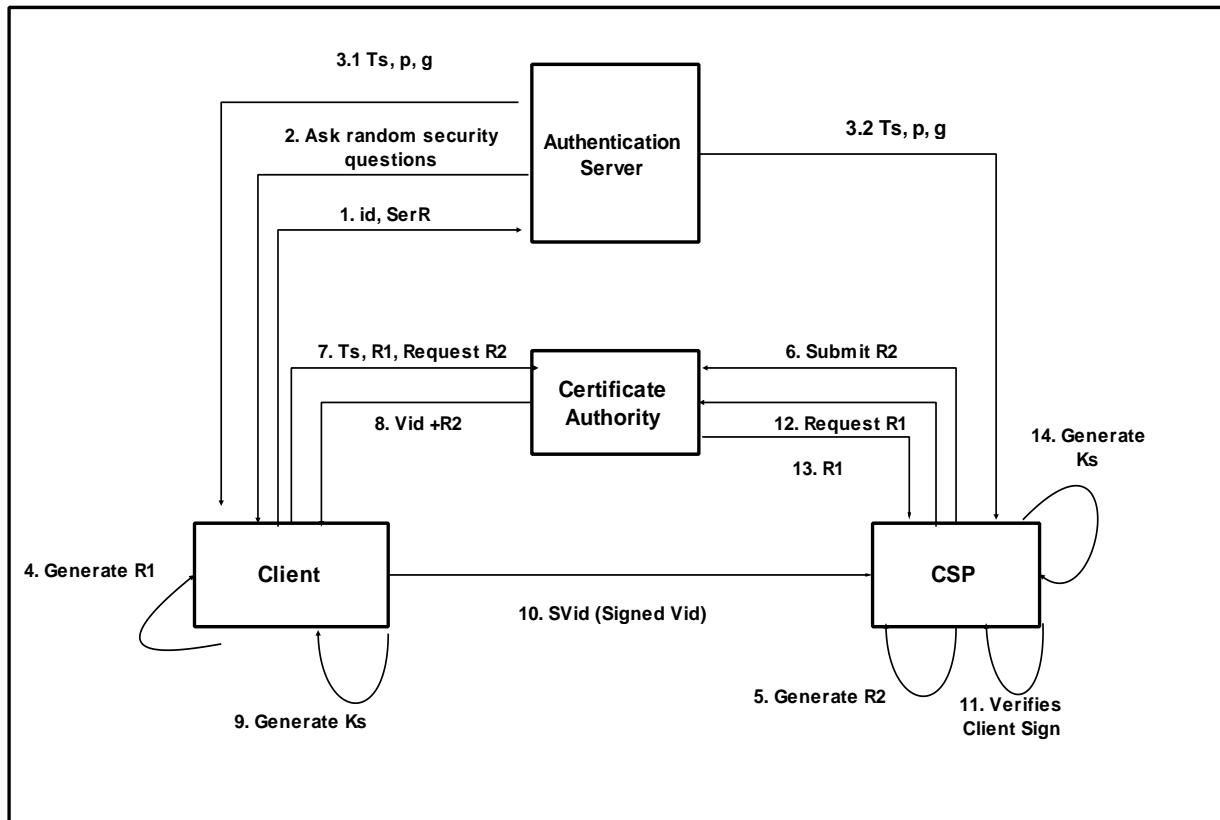 3.1 Ts, p, g
2. Ask random security
questions
1. id, SerR
Authentication
Server
3.2 Ts, p, g
7. Ts, R1, Request R2
8. Vid +R2
Certificate
Authority
6. Submit R2
12. Request R1
13. R1
14. Generate
Ks
4. Generate R1
Client
CSP
10. SVid (Signed Vid)
9. Generate Ks
5. Generate R2
11. Verifies
Client Sign